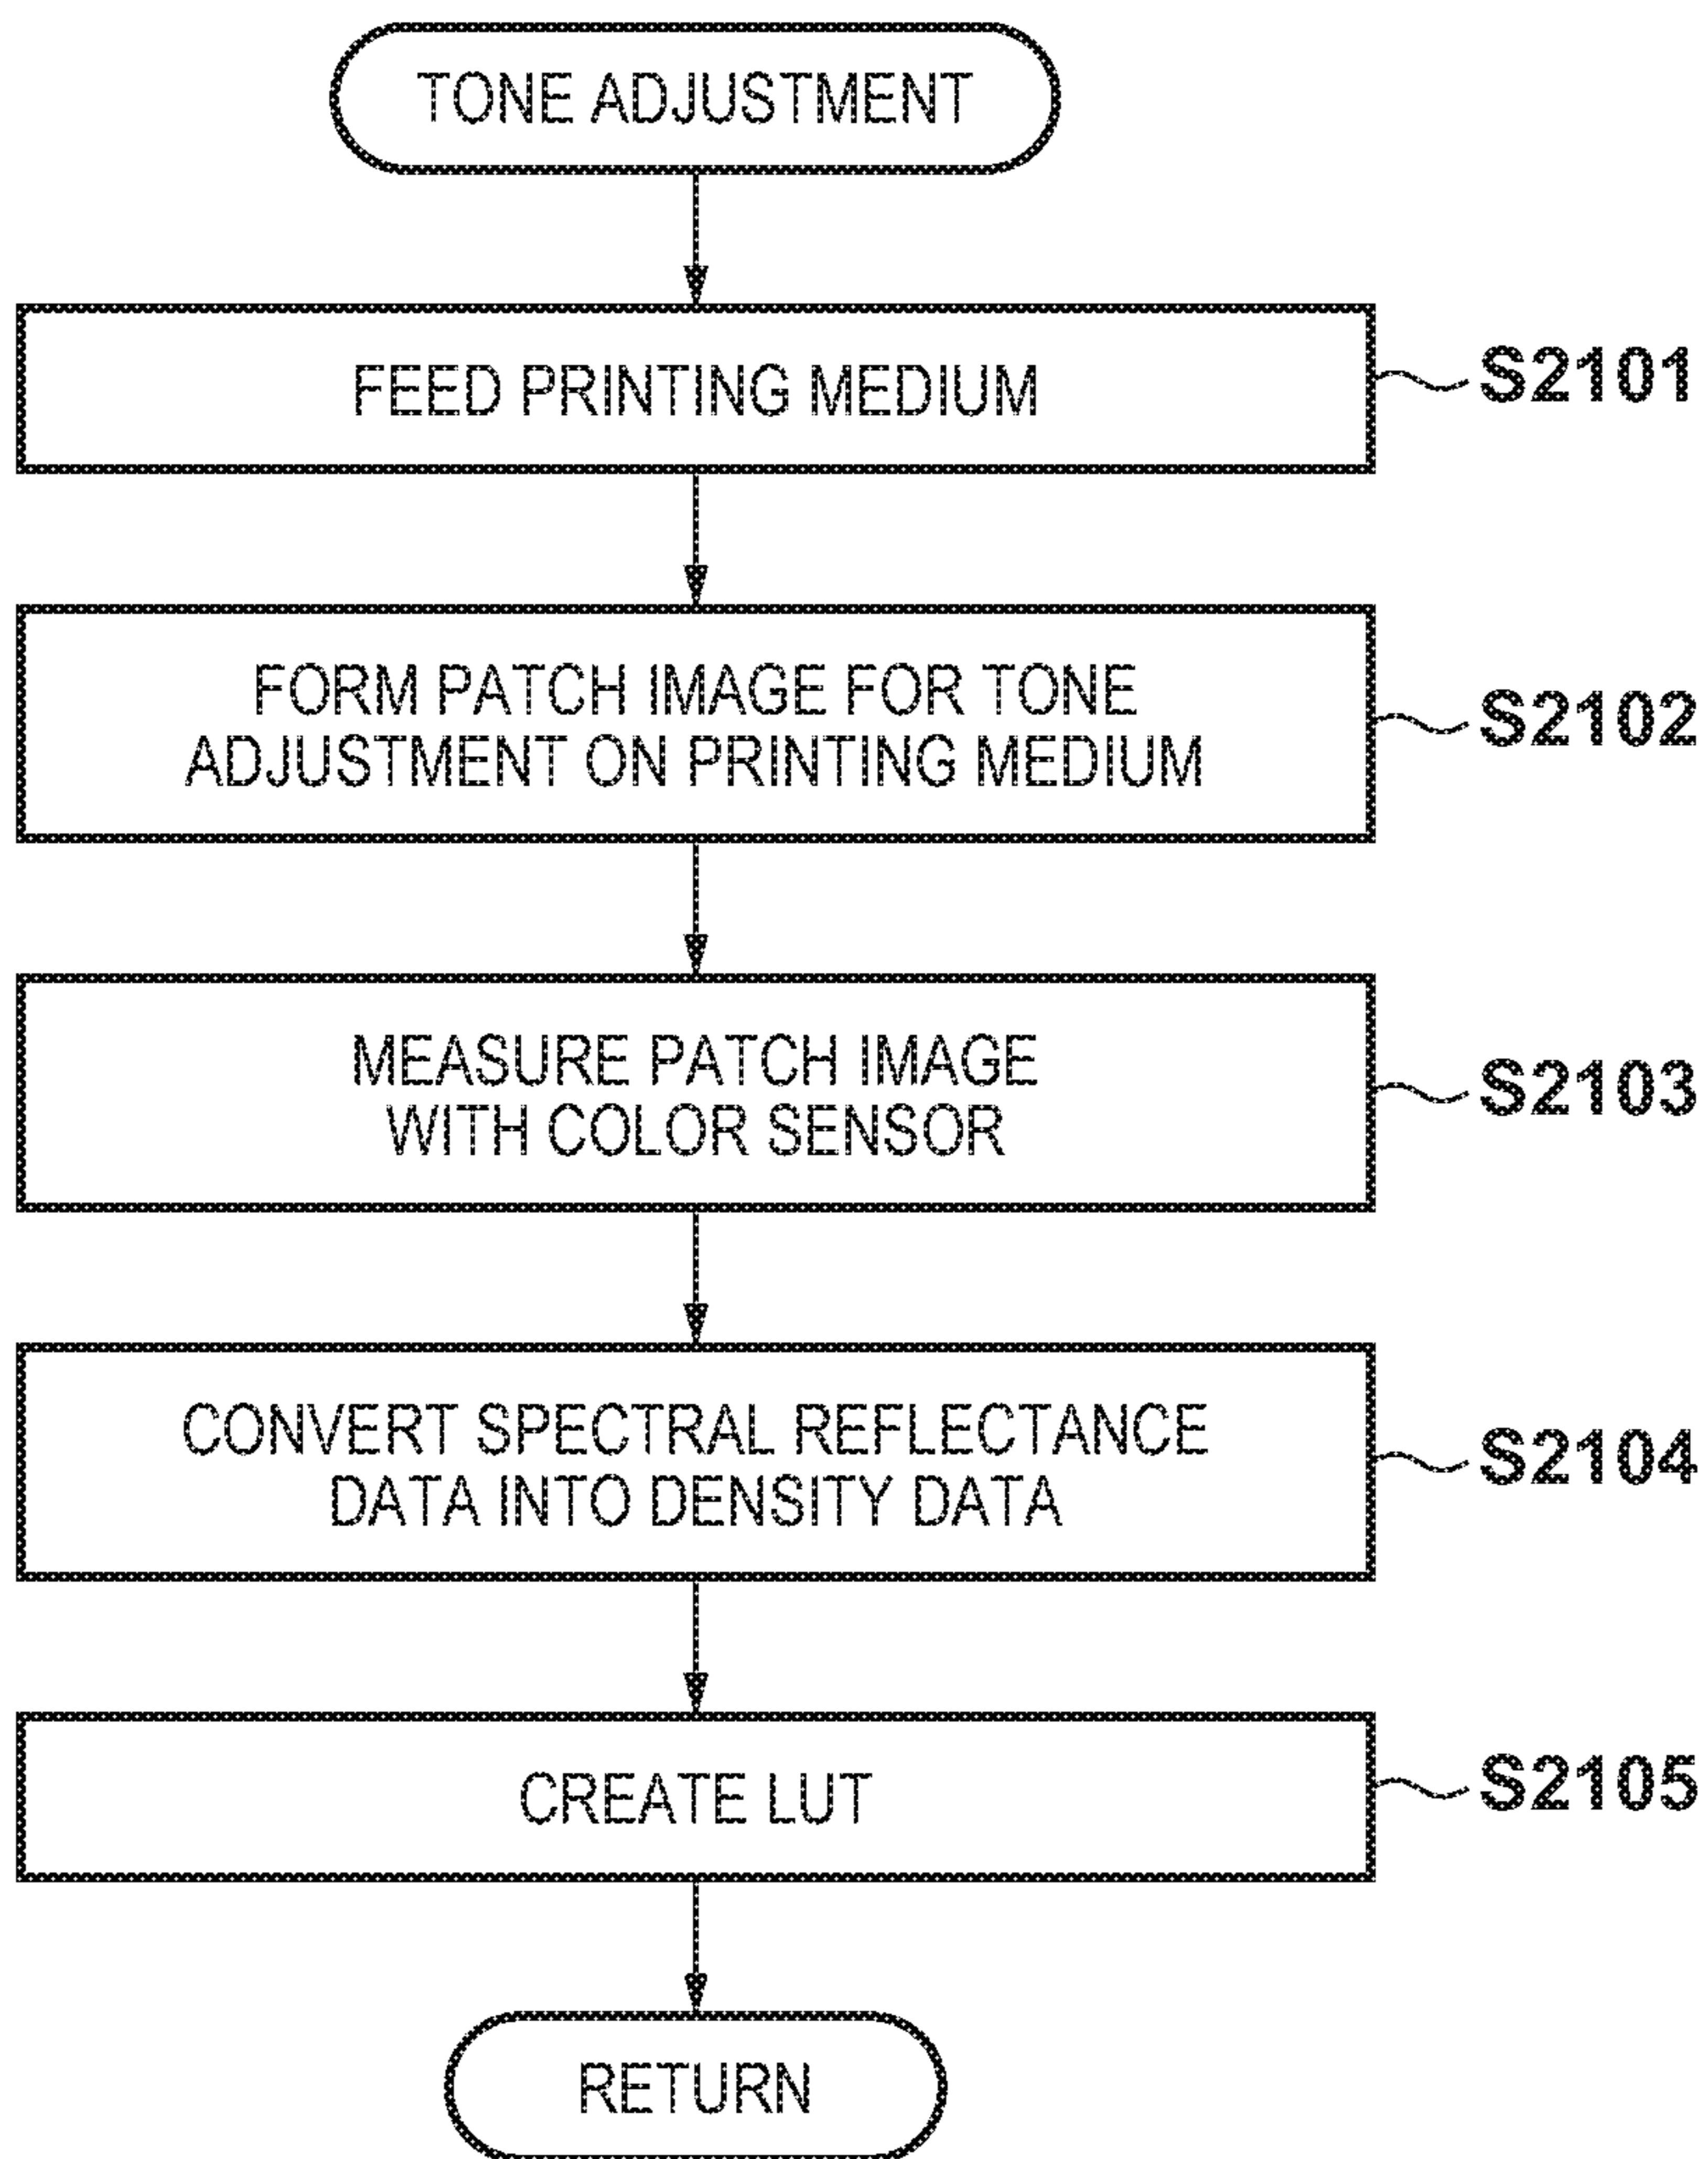 TONE ADJUSTMENT
FEED PRINTING MEDIUM
S2101
FORM PATCH IMAGE FOR TONE
ADJUSTMENT ON PRINTING MEDIUM
S2102
MEASURE PATCH IMAGE
WITH COLOR SENSOR
S2103
CONVERT SPECTRAL REFLECTANCE
DATA INTO DENSITY DATA
S2104
CREATE LUT
S2105
RETURN